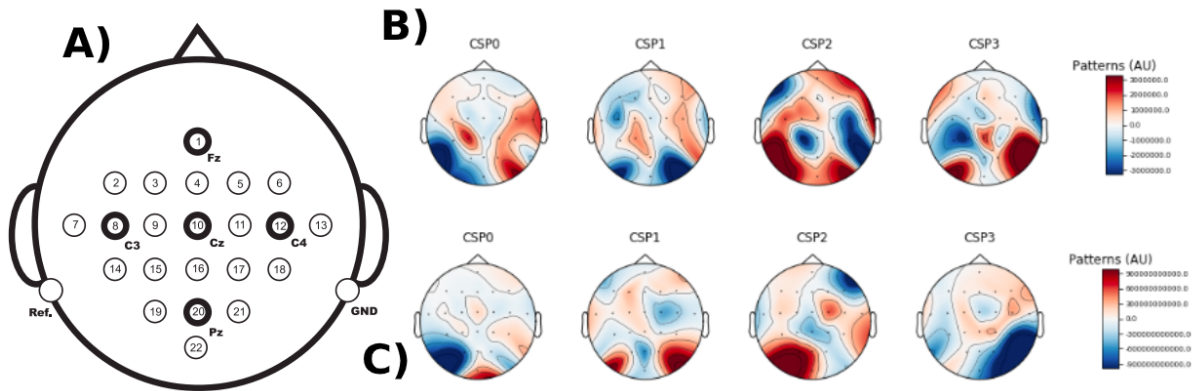 A)
1
Fz
2 3 4 5 6
7 8 9 10 11 12 13
C3 Cz C4
14 15 16 17 18
Ref. GND
19 20 21
Pz
22
B)
CSP0 CSP1 CSP2 CSP3
Patterns (AU)
3000000.0
2000000.0
1000000.0
0.0
-1000000.0
-2000000.0
-3000000.0
C)
CSP0 CSP1 CSP2 CSP3
Patterns (AU)
0.0